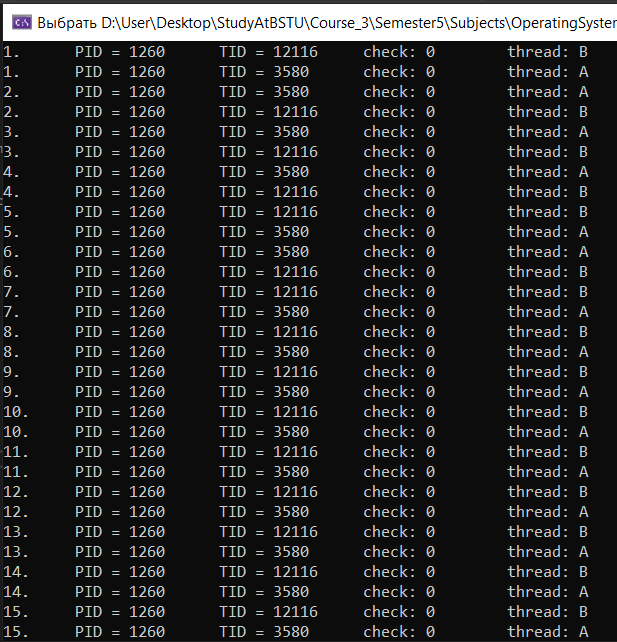 Выбрать D:\User\Desktop\StudyAtBSTU\Course_3\Semester5\Subjects\OperatingSystem
1. PID = 1260 TID = 12116 check: 0 thread: B
1. PID = 1260 TID = 3580 check: 0 thread: A
2. PID = 1260 TID = 3580 check: 0 thread: A
2. PID = 1260 TID = 12116 check: 0 thread: B
3. PID = 1260 TID = 3580 check: 0 thread: A
3. PID = 1260 TID = 12116 check: 0 thread: B
4. PID = 1260 TID = 3580 check: 0 thread: A
4. PID = 1260 TID = 12116 check: 0 thread: B
5. PID = 1260 TID = 12116 check: 0 thread: B
5. PID = 1260 TID = 3580 check: 0 thread: A
6. PID = 1260 TID = 3580 check: 0 thread: A
6. PID = 1260 TID = 12116 check: 0 thread: B
7. PID = 1260 TID = 12116 check: 0 thread: B
7. PID = 1260 TID = 3580 check: 0 thread: A
8. PID = 1260 TID = 12116 check: 0 thread: B
8. PID = 1260 TID = 3580 check: 0 thread: A
9. PID = 1260 TID = 12116 check: 0 thread: B
9. PID = 1260 TID = 3580 check: 0 thread: A
10. PID = 1260 TID = 12116 check: 0 thread: B
10. PID = 1260 TID = 3580 check: 0 thread: A
11. PID = 1260 TID = 12116 check: 0 thread: B
11. PID = 1260 TID = 3580 check: 0 thread: A
12. PID = 1260 TID = 12116 check: 0 thread: B
12. PID = 1260 TID = 3580 check: 0 thread: A
13. PID = 1260 TID = 12116 check: 0 thread: B
13. PID = 1260 TID = 3580 check: 0 thread: A
14. PID = 1260 TID = 12116 check: 0 thread: B
14. PID = 1260 TID = 3580 check: 0 thread: A
15. PID = 1260 TID = 12116 check: 0 thread: B
15. PID = 1260 TID = 3580 check: 0 thread: A